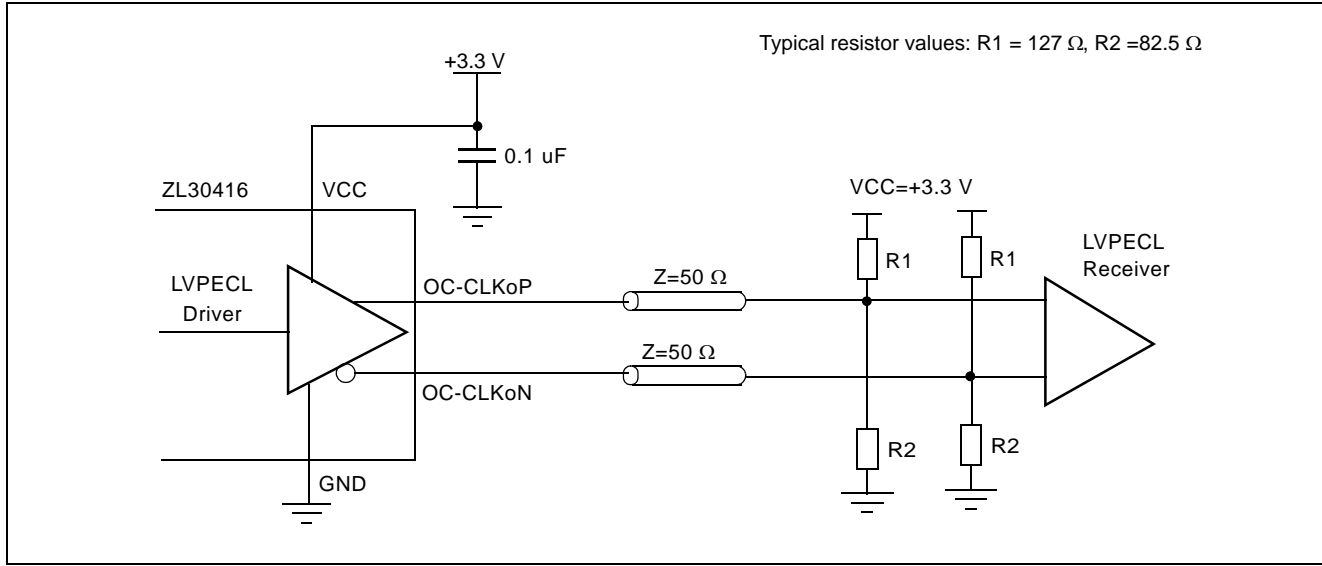 Typical resistor values: R1 = 127 Ω, R2 =82.5 Ω
+3.3 V
0.1 uF
ZL30416
VCC
VCC=+3.3 V
R1
R1
LVPECL
Receiver
LVPECL
Driver
OC-CLKoP
Z=50 Ω
Z=50 Ω
OC-CLKoN
R2
R2
GND